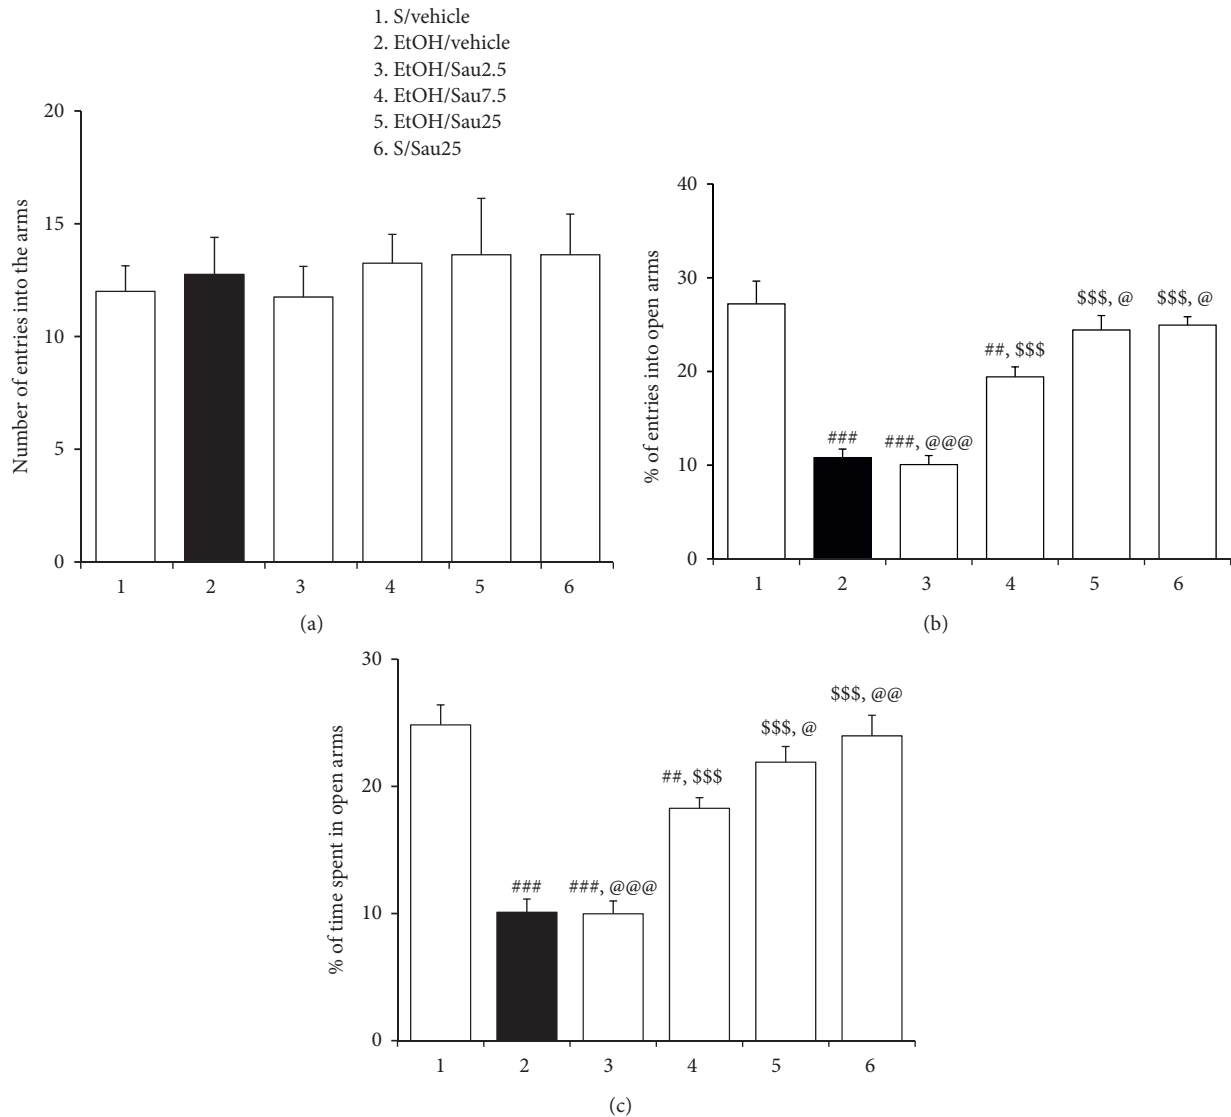 1. S/vehicle
2. EtOH/vehicle
3. EtOH/Sau2.5
4. EtOH/Sau7.5
5. EtOH/Sau25
6. S/Sau25
Number of entries into the arms
20
15
10
5
0
1 2 3 4 5 6
(a)
% of entries into open arms
40
30
20
10
0
###
###, @@@
##, $$$
$$$, @
$$$, @
1 2 3 4 5 6
(b)
% of time spent in open arms
30
20
10
0
###
###, @@@
##, $$$
$$$, @
$$$, @@
1 2 3 4 5 6
(c)